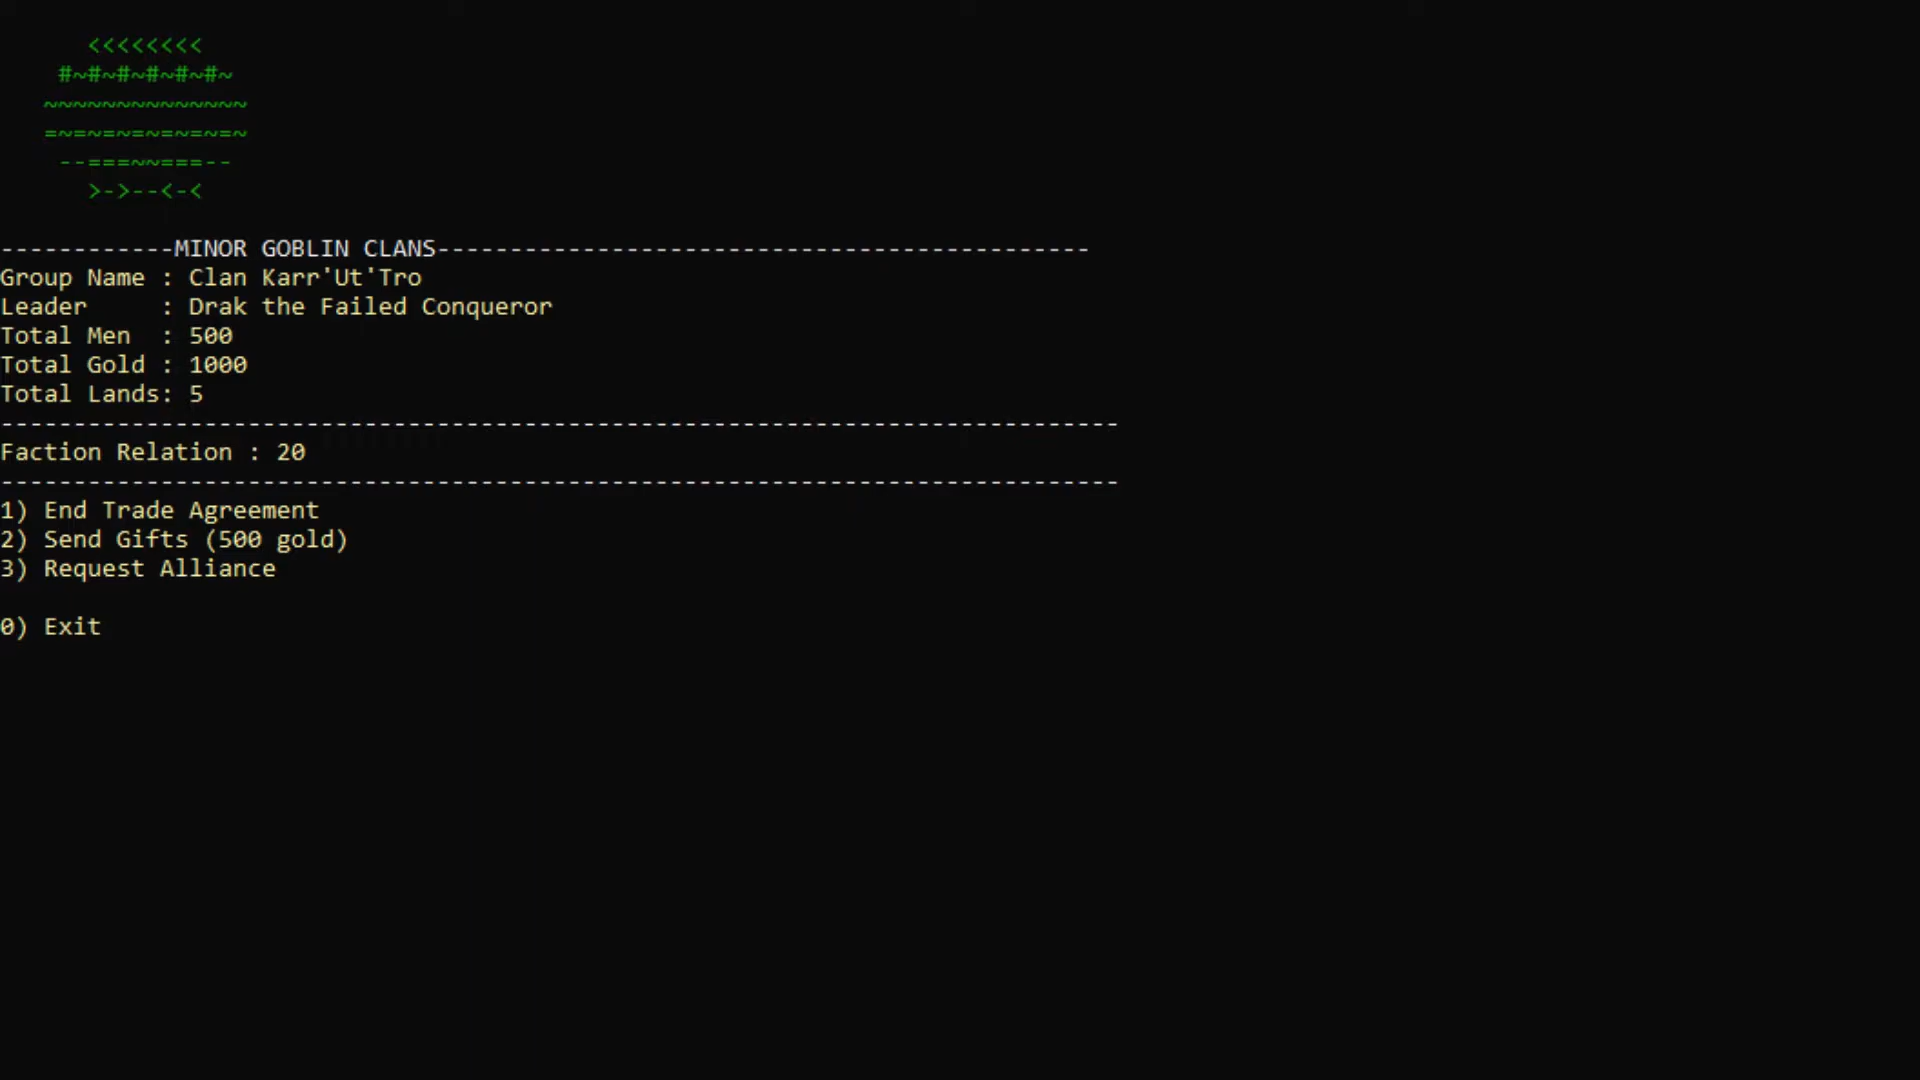 <<<<<<<<
#~#~#~#~#~#~
~~~~~~~~~~~~~~
=~=~=~=~=~=~=~
--===~~===--
>->--<-<
------------MINOR GOBLIN CLANS---------------------------------------------
Group Name : Clan Karr'Ut'Tro
Leader     : Drak the Failed Conqueror
Total Men  : 500
Total Gold : 1000
Total Lands: 5
-----------------------------------------------------------------------------
Faction Relation : 20
-----------------------------------------------------------------------------
1) End Trade Agreement
2) Send Gifts (500 gold)
3) Request Alliance
0) Exit